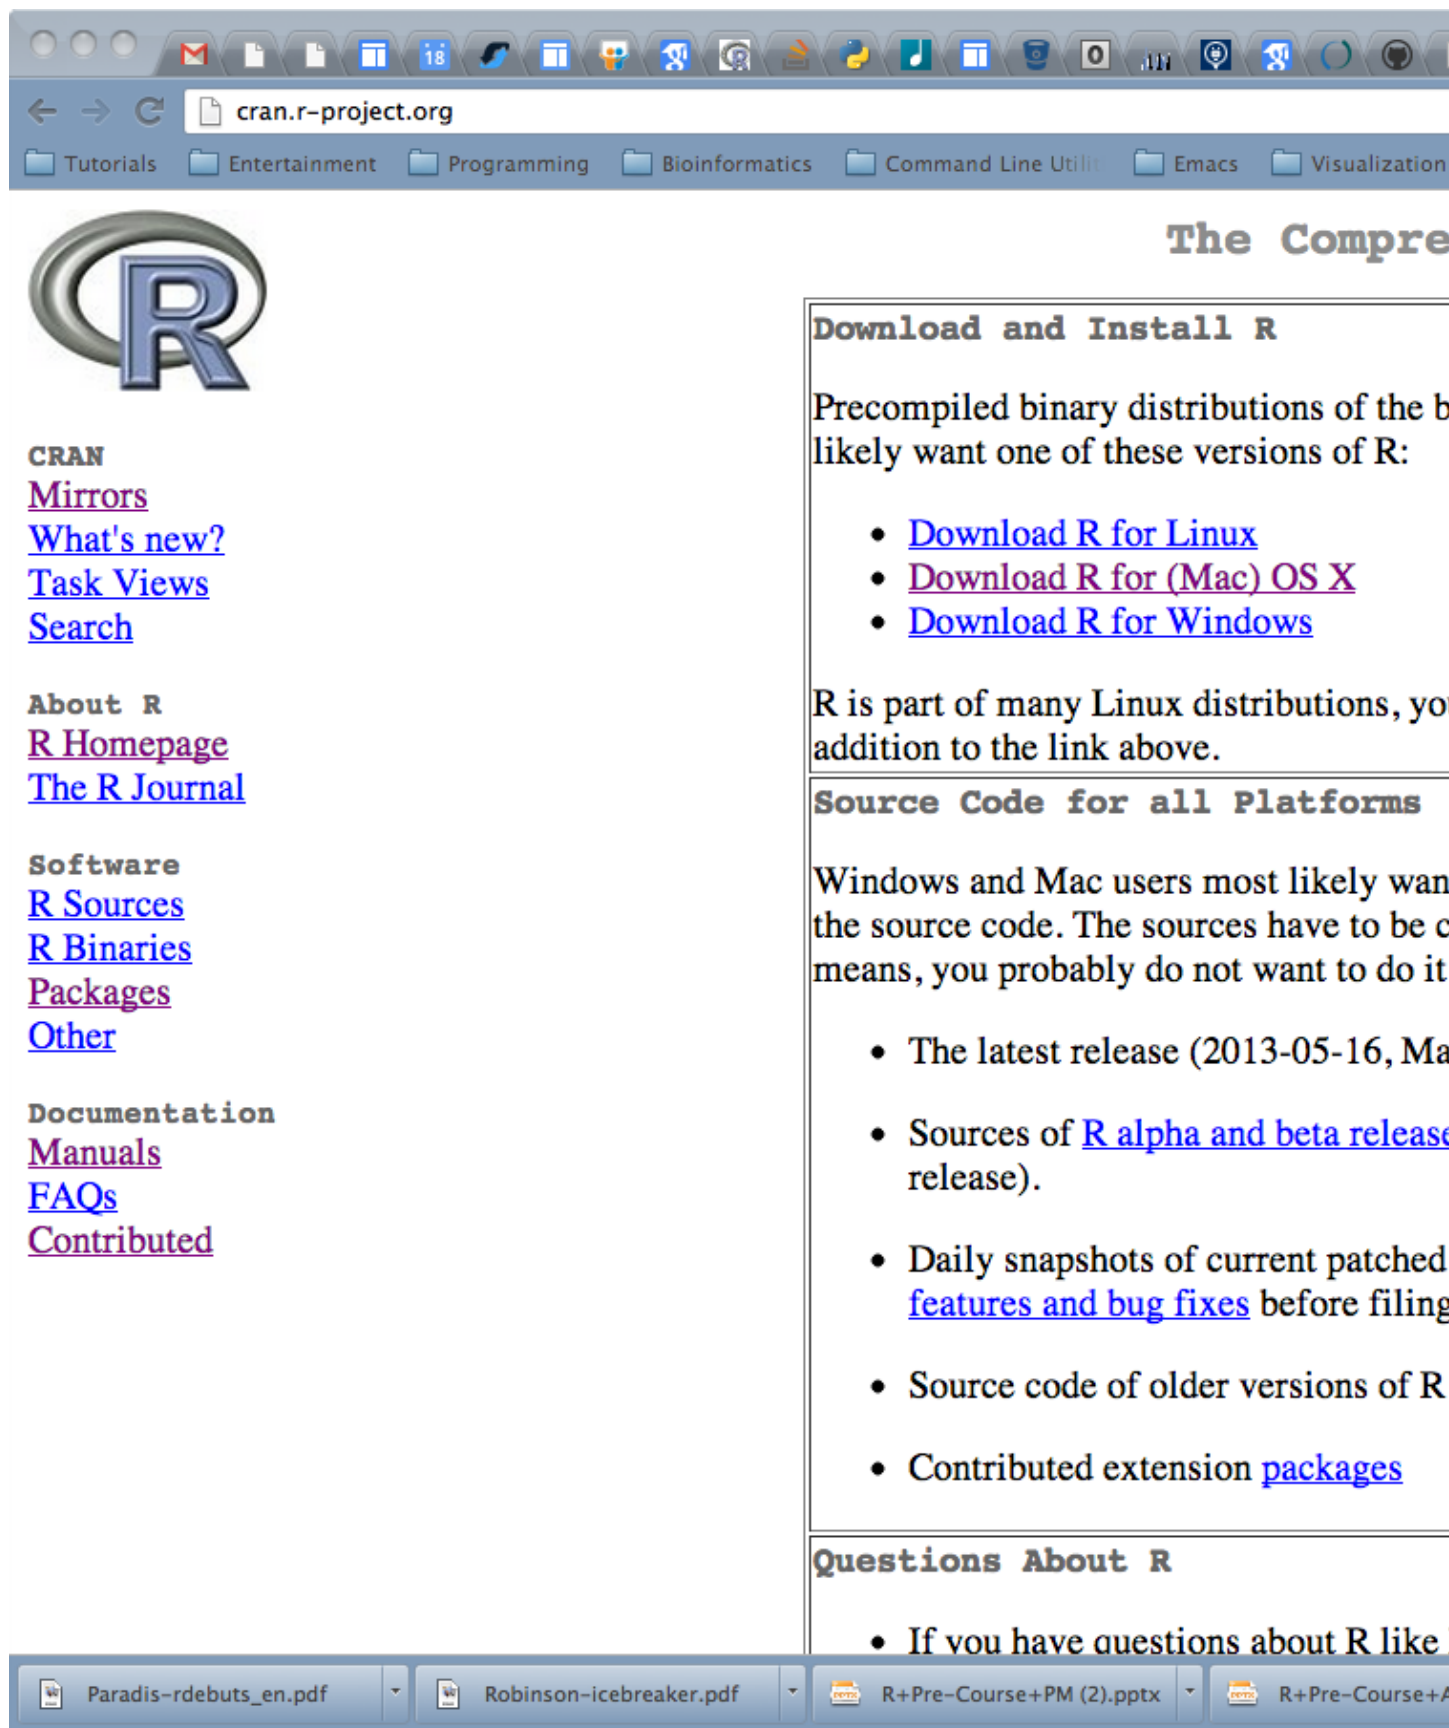 18
cran.r-project.org
Tutorials Entertainment Programming Bioinformatics Command Line Utili Emacs Visualization
R
The Compre
CRAN
Mirrors
What's new?
Task Views
Search
About R
R Homepage
The R Journal
Software
R Sources
R Binaries
Packages
Other
Documentation
Manuals
FAQs
Contributed
Download and Install R
Precompiled binary distributions of the b
likely want one of these versions of R:
• Download R for Linux
• Download R for (Mac) OS X
• Download R for Windows
R is part of many Linux distributions, you
addition to the link above.
Source Code for all Platforms
Windows and Mac users most likely wan
the source code. The sources have to be c
means, you probably do not want to do it
• The latest release (2013-05-16, Ma
• Sources of R alpha and beta release
release).
• Daily snapshots of current patched
features and bug fixes before filing
• Source code of older versions of R
• Contributed extension packages
Questions About R
• If you have questions about R like
Paradis-rdebuts_en.pdf Robinson-icebreaker.pdf R+Pre-Course+PM (2).pptx R+Pre-Course+A